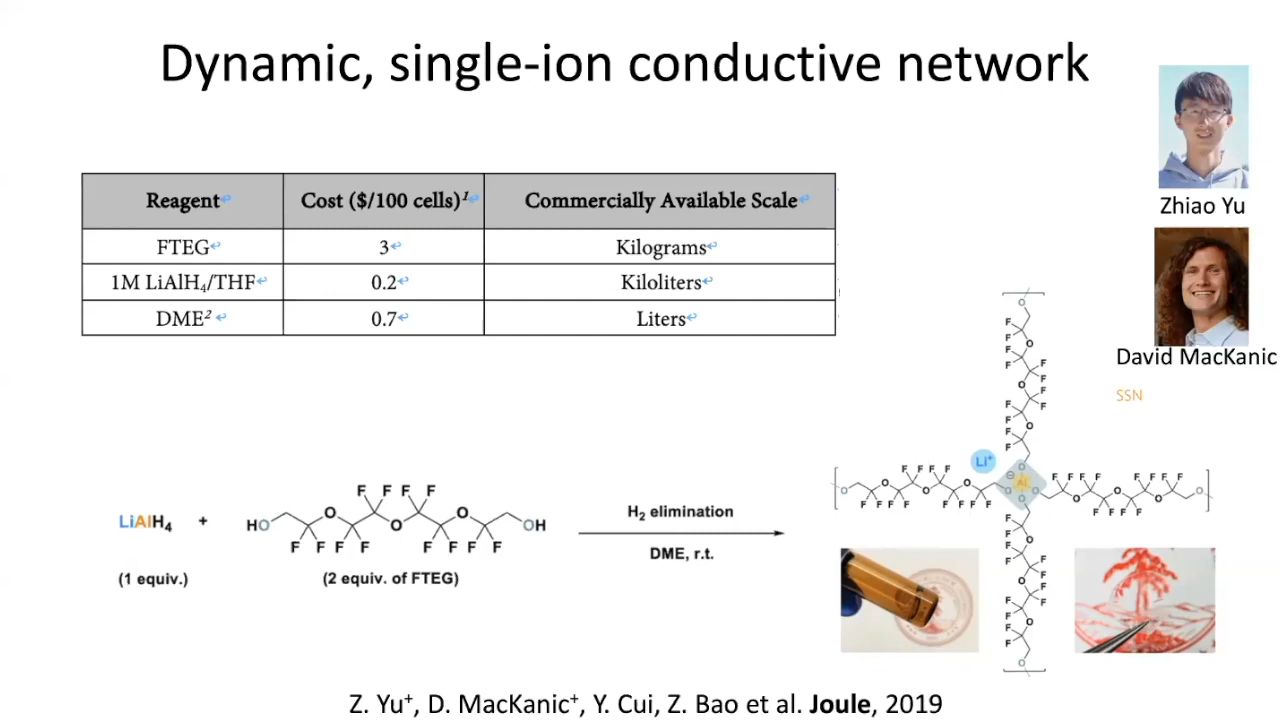 Dynamic, single-ion conductive network
Zhiao Yu
David MacKanic
SSN
Reagent Cost ($/100 cells)¹ Commercially Available Scale
FTEG 3 Kilograms
1M LiAlH₄/THF 0.2 Kiloliters
DME² 0.7 Liters
LiAlH₄ + HO O O O OH
F F F F
F F F F F F F F
(1 equiv.) (2 equiv. of FTEG)
H₂ elimination
DME, r.t.
Li⁺
Al
Z. Yu⁺, D. MacKanic⁺, Y. Cui, Z. Bao et al. Joule, 2019